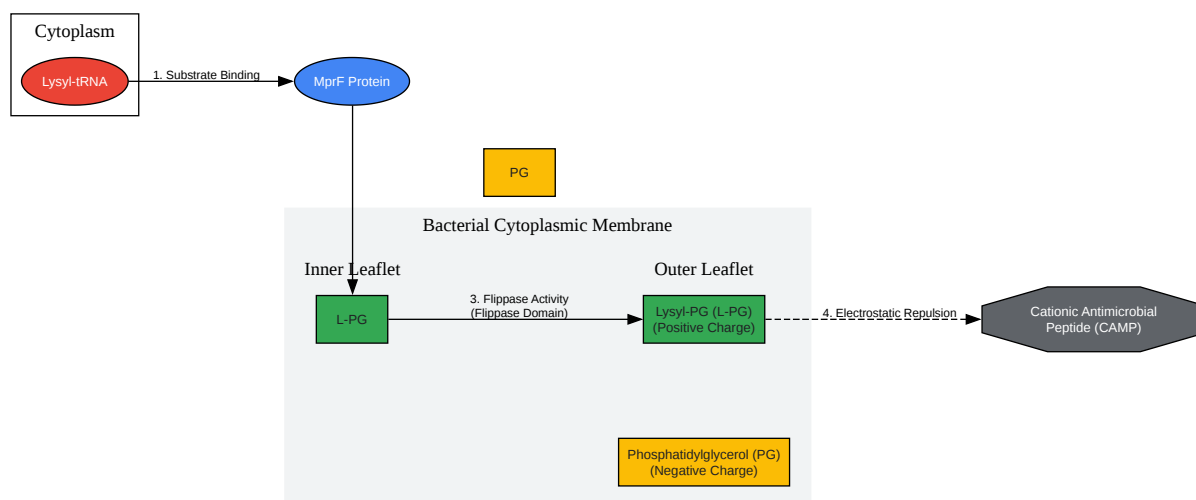 Cytoplasm
Lysyl-tRNA
1. Substrate Binding
MprF Protein
PG
Bacterial Cytoplasmic Membrane
Inner Leaflet
Outer Leaflet
L-PG
3. Flippase Activity
(Flippase Domain)
Lysyl-PG (L-PG)
(Positive Charge)
4. Electrostatic Repulsion
Cationic Antimicrobial
Peptide (CAMP)
Phosphatidylglycerol (PG)
(Negative Charge)